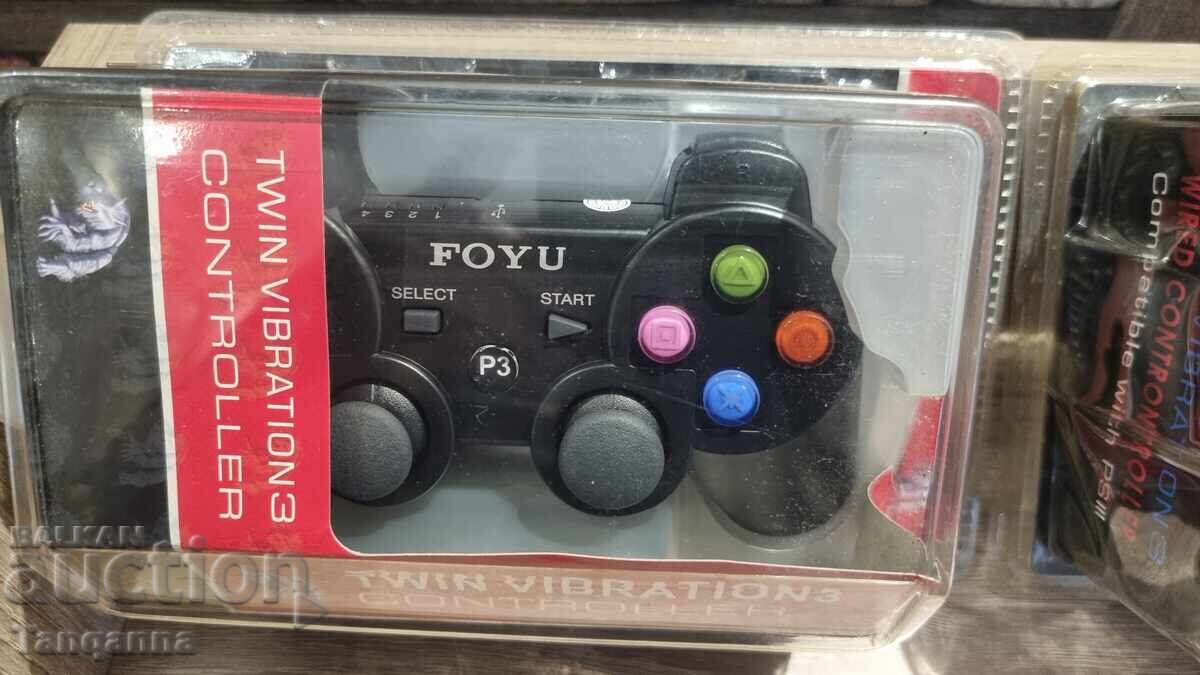 TWIN VIBRATION3
CONTROLLER
4 3 2 1
FOYU
SELECT
START
P3
TWIN VIBRATION3
CONTROLLER
WIRED CONTROLLER
Compatible with PSIII
BALKAN
auction
Tanganna